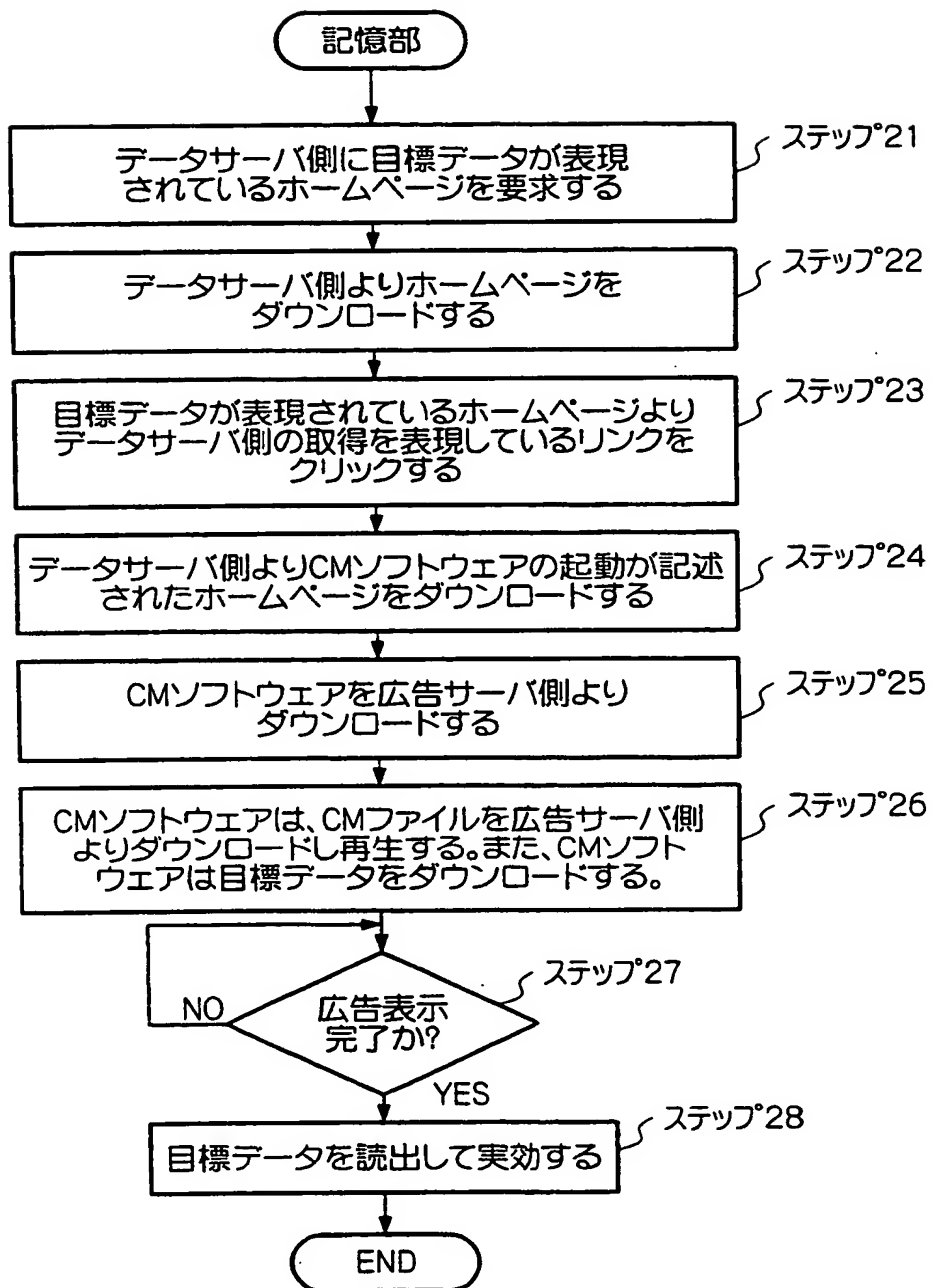 記憶部
データサーバ側に目標データが表現
されているホームページを要求する
ステップ21
データサーバ側よりホームページを
ダウンロードする
ステップ22
目標データが表現されているホームページより
データサーバ側の取得を表現しているリンクを
クリックする
ステップ23
データサーバ側よりCMソフトウェアの起動が記述
されたホームページをダウンロードする
ステップ24
CMソフトウェアを広告サーバ側より
ダウンロードする
ステップ25
CMソフトウェアは、CMファイルを広告サーバ側
よりダウンロードし再生する。また、CMソフト
ウェアは目標データをダウンロードする。
ステップ26
広告表示
完了か?
ステップ27
NO
YES
目標データを読出して実効する
ステップ28
END